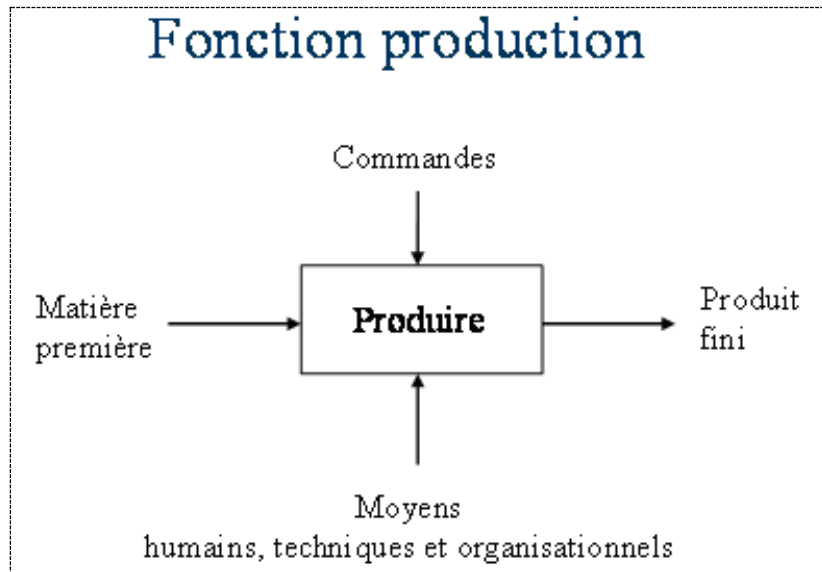 Fonction production
Commandes
Matière
première
Produire
Produit
fini
Moyens
humains, techniques et organisationnels